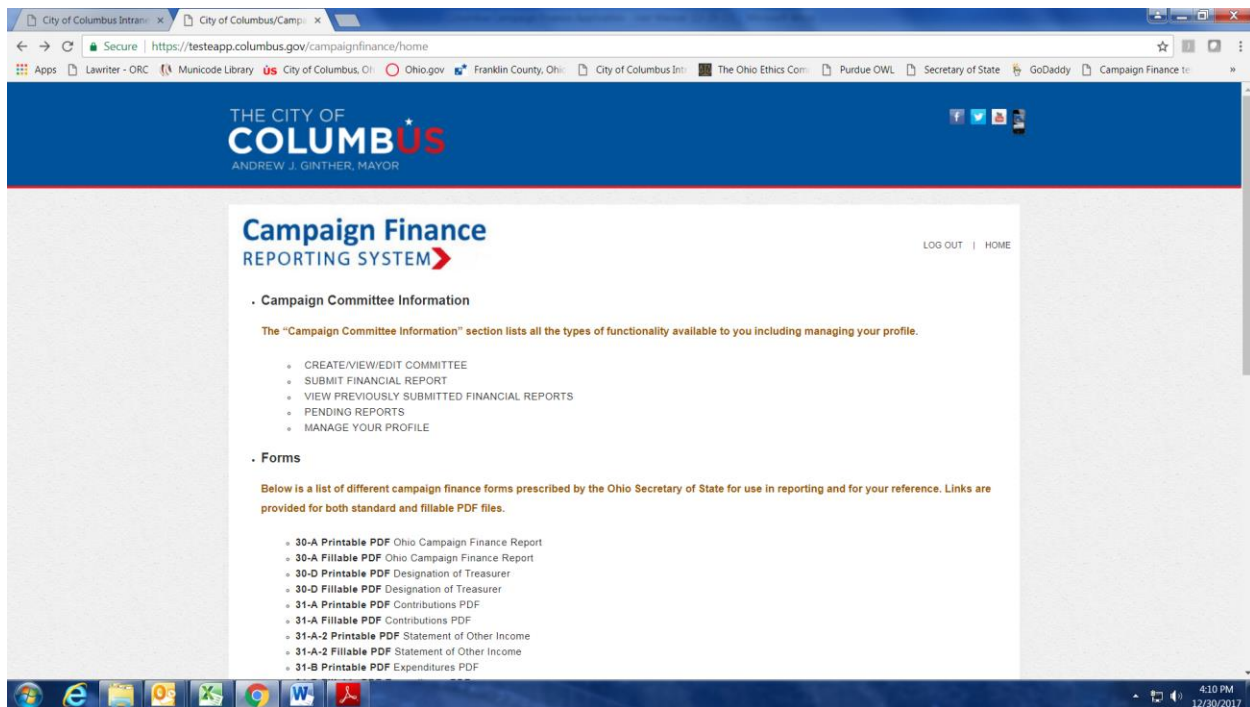 City of Columbus Intran
City of Columbus/Campa
Secure | https://testeapp.columbus.gov/campaignfinance/home
Apps Lawriter - ORC Municode Library City of Columbus, Oh Ohio.gov Franklin County, Ohio City of Columbus Int The Ohio Ethics Com Purdue OWL Secretary of State GoDaddy Campaign Finance te »
THE CITY OF
COLUMBUS
ANDREW J. GINTHER, MAYOR
Campaign Finance
REPORTING SYSTEM
LOG OUT | HOME
• Campaign Committee Information
The “Campaign Committee Information” section lists all the types of functionality available to you including managing your profile.
CREATE/VIEW/EDIT COMMITTEE
SUBMIT FINANCIAL REPORT
VIEW PREVIOUSLY SUBMITTED FINANCIAL REPORTS
PENDING REPORTS
MANAGE YOUR PROFILE
• Forms
Below is a list of different campaign finance forms prescribed by the Ohio Secretary of State for use in reporting and for your reference. Links are
provided for both standard and fillable PDF files.
30-A Printable PDF Ohio Campaign Finance Report
30-A Fillable PDF Ohio Campaign Finance Report
30-D Printable PDF Designation of Treasurer
30-D Fillable PDF Designation of Treasurer
31-A Printable PDF Contributions PDF
31-A Fillable PDF Contributions PDF
31-A-2 Printable PDF Statement of Other Income
31-A-2 Fillable PDF Statement of Other Income
31-B Printable PDF Expenditures PDF
4:10 PM
12/30/2017